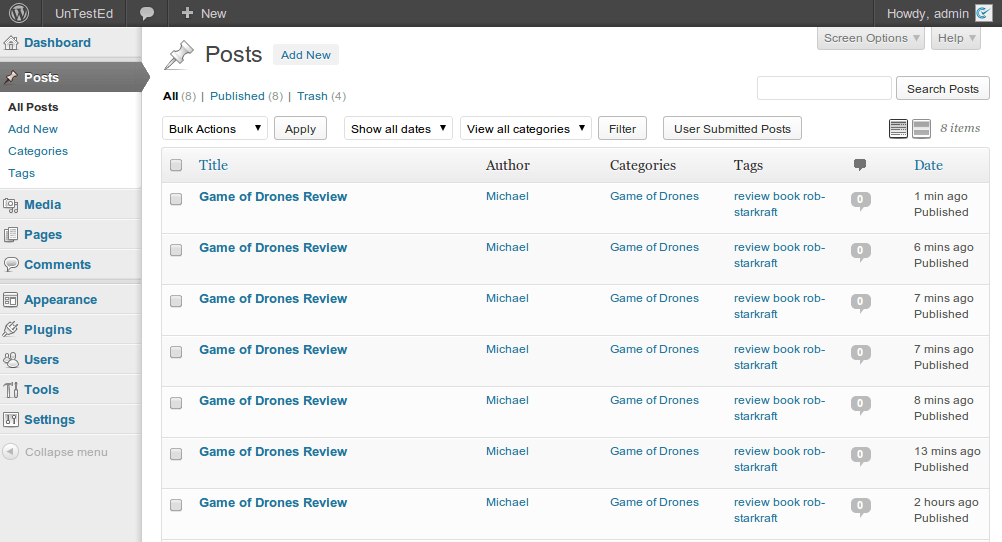 UnTestEd New Howdy, admin
Dashboard
Posts
All Posts
Add New
Categories
Tags
Media
Pages
Comments
Appearance
Plugins
Users
Tools
Settings
Collapse menu
Screen Options Help
Posts Add New
All (8) | Published (8) | Trash (4)
Search Posts
Bulk Actions Apply Show all dates View all categories Filter User Submitted Posts 8 items
Title Author Categories Tags Date
Game of Drones Review Michael Game of Drones review book rob- 0 1 min ago
starkraft Published
Game of Drones Review Michael Game of Drones review book rob- 0 6 mins ago
starkraft Published
Game of Drones Review Michael Game of Drones review book rob- 0 7 mins ago
starkraft Published
Game of Drones Review Michael Game of Drones review book rob- 0 7 mins ago
starkraft Published
Game of Drones Review Michael Game of Drones review book rob- 0 8 mins ago
starkraft Published
Game of Drones Review Michael Game of Drones review book rob- 0 13 mins ago
starkraft Published
Game of Drones Review Michael Game of Drones review book rob- 0 2 hours ago
starkraft Published